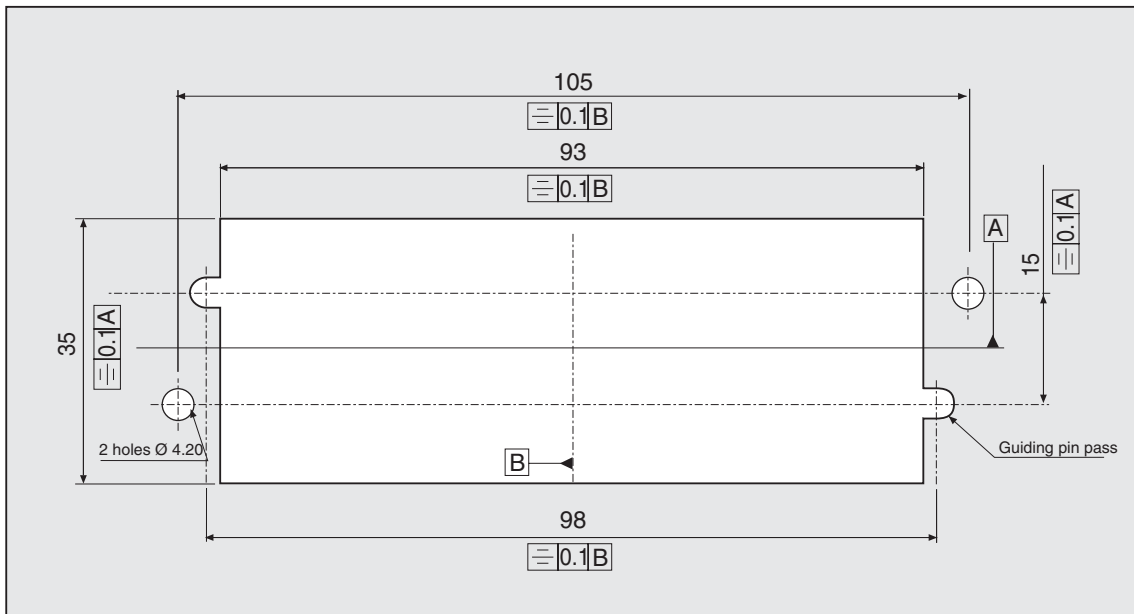 105
⌯ 0.1 B
93
⌯ 0.1 B
A
⌯ 0.1 A
15
35
⌯ 0.1 A
2 holes Ø 4.20
B
Guiding pin pass
98
⌯ 0.1 B